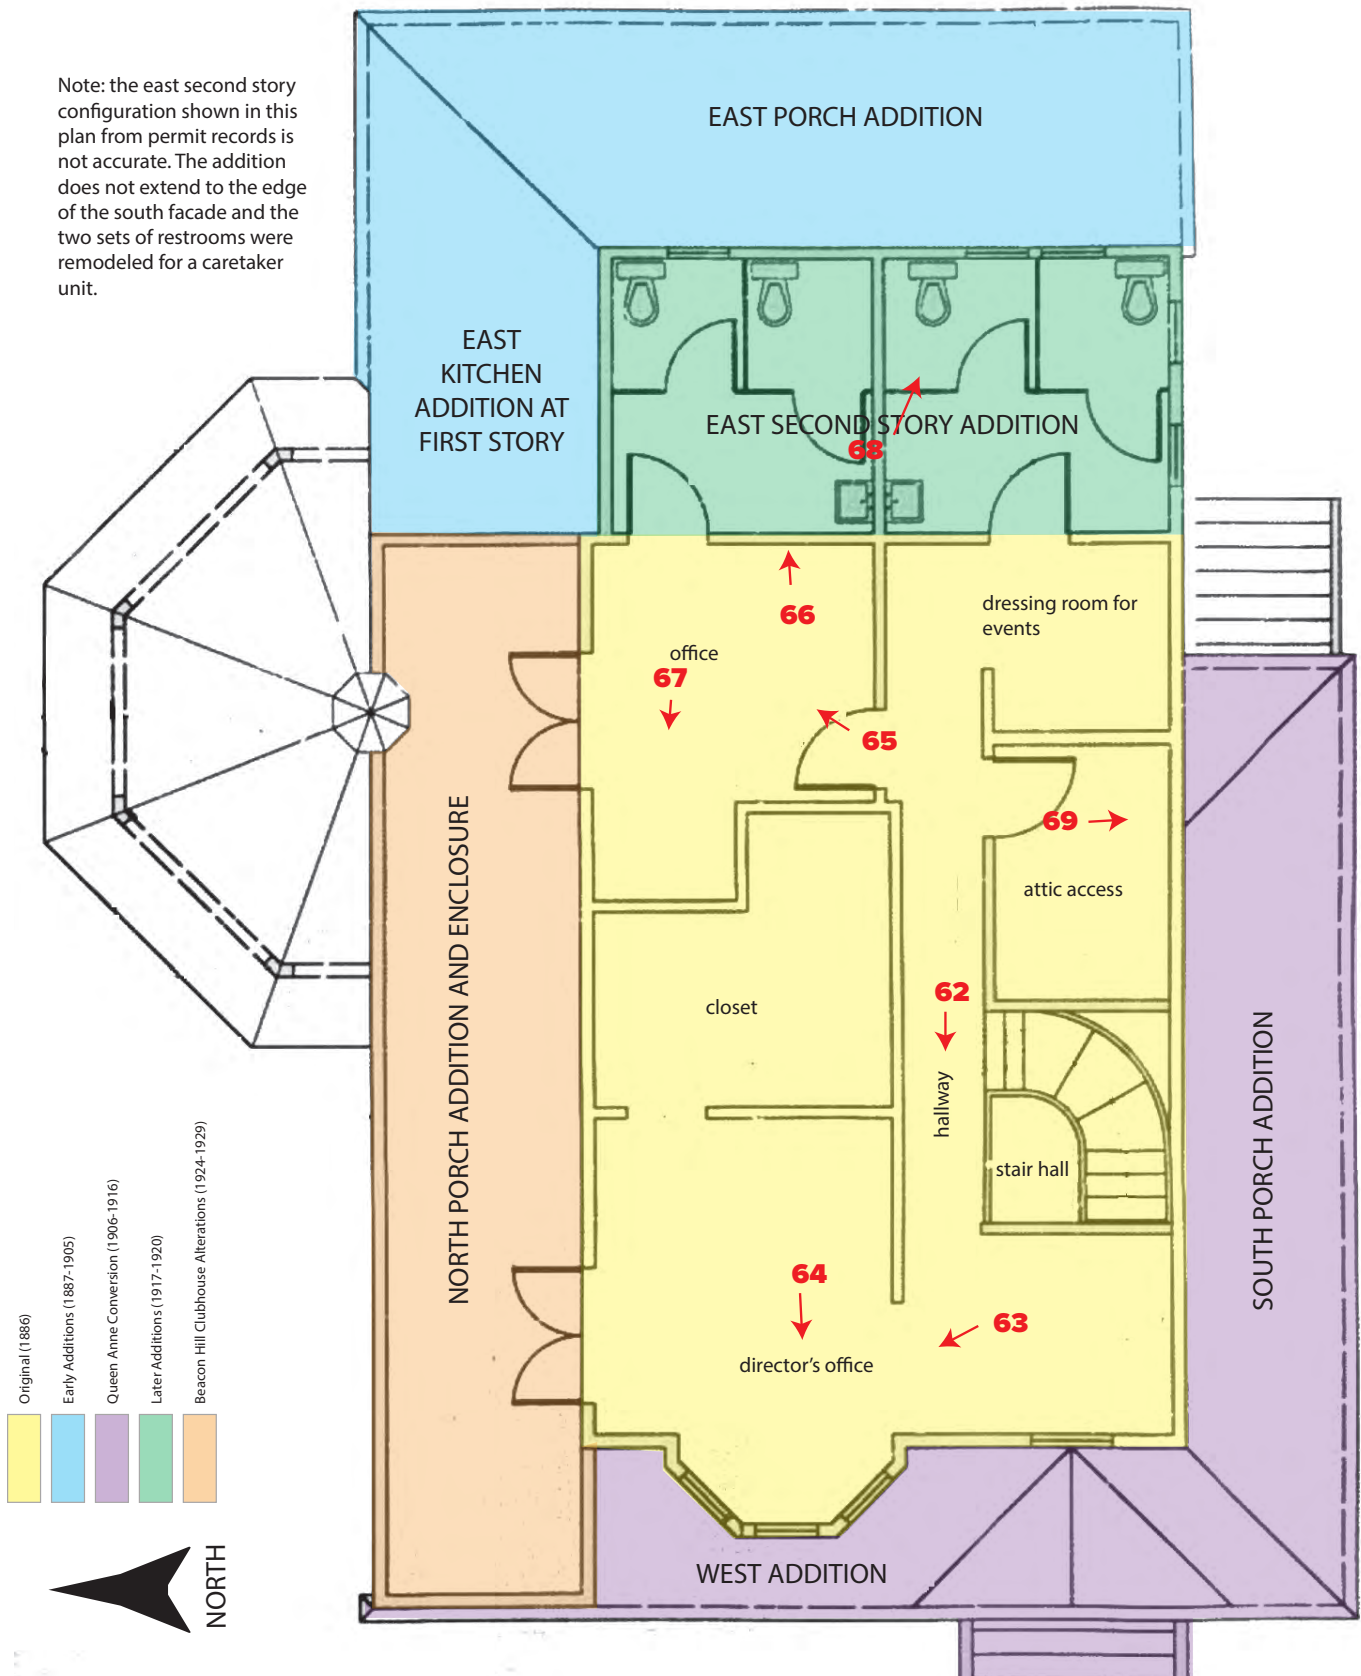 Note: the east second story
configuration shown in this
plan from permit records is
not accurate. The addition
does not extend to the edge
of the south facade and the
two sets of restrooms were
remodeled for a caretaker
unit.
EAST PORCH ADDITION
EAST
KITCHEN
ADDITION AT
FIRST STORY
EAST SECOND STORY ADDITION
68
66
office
67
65
dressing room for
events
69
attic access
closet
62
hallway
stair hall
64
63
director's office
NORTH PORCH ADDITION AND ENCLOSURE
SOUTH PORCH ADDITION
WEST ADDITION
Original (1886)
Early Additions (1887-1905)
Queen Anne Conversion (1906-1916)
Later Additions (1917-1920)
Beacon Hill Clubhouse Alterations (1924-1929)
NORTH